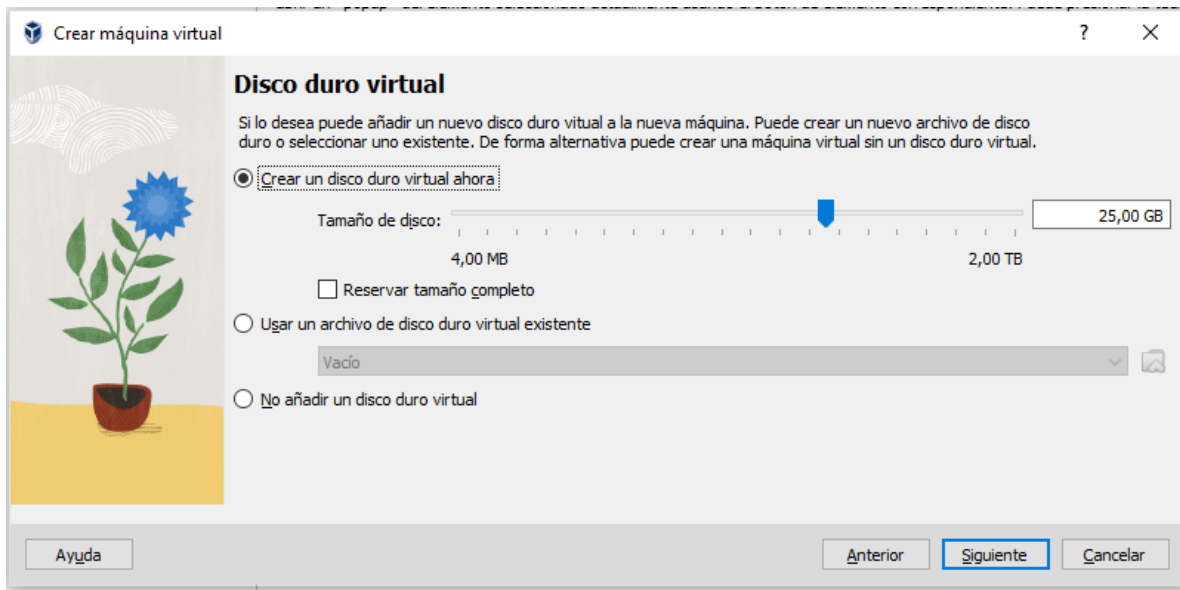 Crear máquina virtual
?
Disco duro virtual
Si lo desea puede añadir un nuevo disco duro vitual a la nueva máquina. Puede crear un nuevo archivo de disco
duro o seleccionar uno existente. De forma alternativa puede crear una máquina virtual sin un disco duro virtual.
Crear un disco duro virtual ahora
Tamaño de disco:
25,00 GB
4,00 MB
2,00 TB
Reservar tamaño completo
Usar un archivo de disco duro virtual existente
Vacío
No añadir un disco duro virtual
Ayuda
Anterior
Siguiente
Cancelar